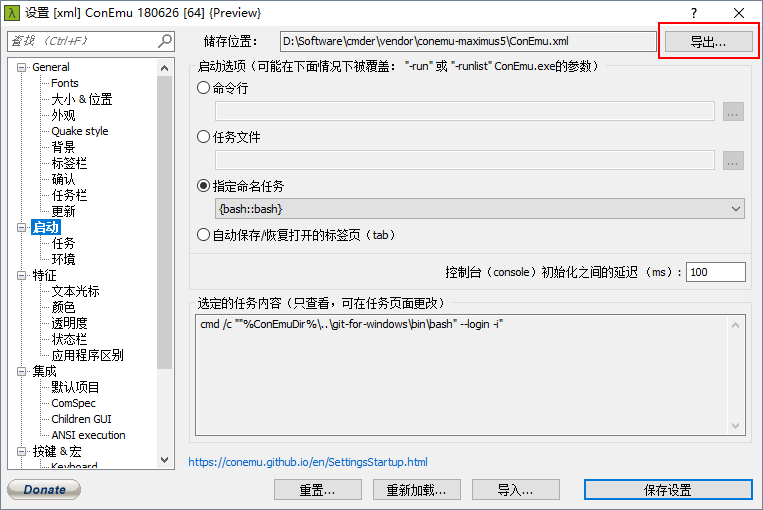 设置 [xml] ConEmu 180626 [64] {Preview}
查找 (Ctrl+F)
General
Fonts
大小 & 位置
外观
Quake style
背景
标签栏
确认
任务栏
更新
启动
任务
环境
特征
文本光标
颜色
透明度
状态栏
应用程序区别
集成
默认项目
ComSpec
Children GUI
ANSI execution
按键 & 宏
Keyboard
Donate
储存位置: D:\Software\cmder\vendor\conemu-maximus5\ConEmu.xml 导出...
启动选项（可能在下面情况下被覆盖: "-run" 或 "-runlist" ConEmu.exe的参数）
命令行
...
任务文件
...
指定命名任务
{bash::bash}
自动保存/恢复打开的标签页（tab）
控制台（console）初始化之间的延迟（ms）: 100
选定的任务内容（只查看，可在任务页面更改）
cmd /c ""%ConEmuDir%\..\git-for-windows\bin\bash" --login -i"
https://conemu.github.io/en/SettingsStartup.html
重置... 重新加载... 导入... 保存设置